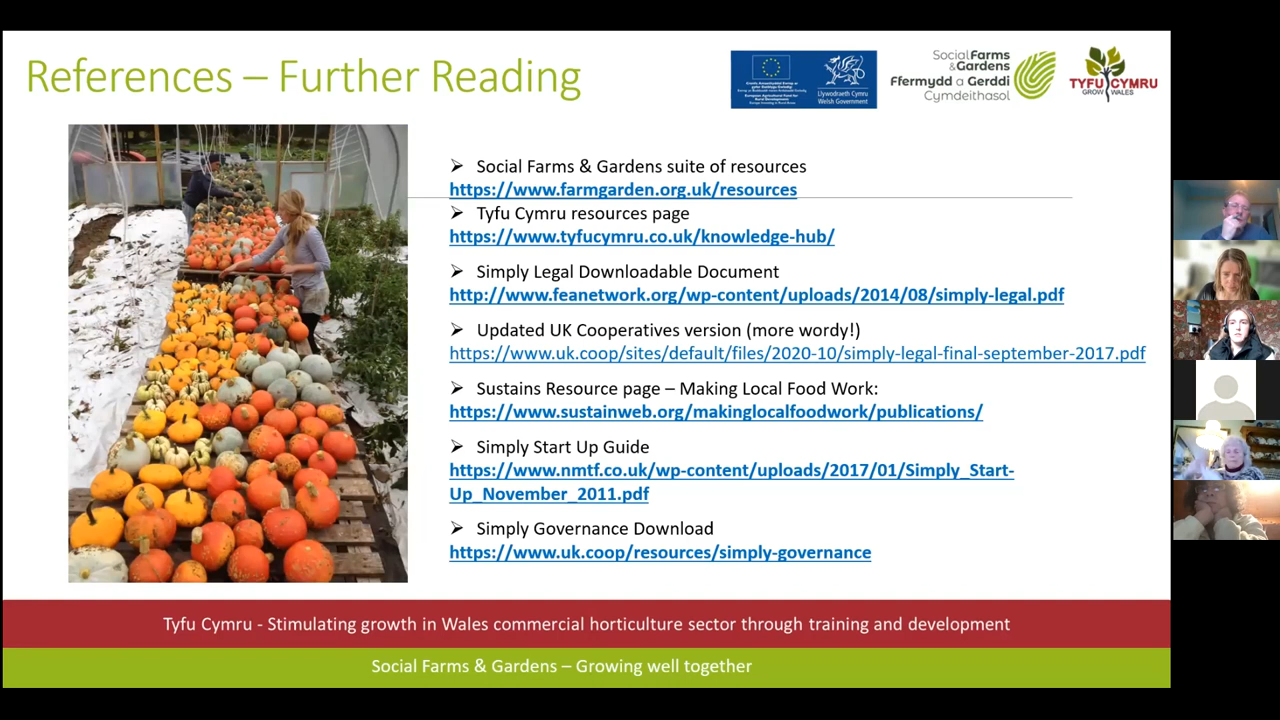 References – Further Reading
Llywodraeth Cymru
Welsh Government
Social Farms
& Gardens
Ffermydd a Gerddi
Cymdeithasol
TYFU CYMRU
GROW WALES
➢ Social Farms & Gardens suite of resources
https://www.farmgarden.org.uk/resources
➢ Tyfu Cymru resources page
https://www.tyfucymru.co.uk/knowledge-hub/
➢ Simply Legal Downloadable Document
http://www.feanetwork.org/wp-content/uploads/2014/08/simply-legal.pdf
➢ Updated UK Cooperatives version (more wordy!)
https://www.uk.coop/sites/default/files/2020-10/simply-legal-final-september-2017.pdf
➢ Sustains Resource page – Making Local Food Work:
https://www.sustainweb.org/makinglocalfoodwork/publications/
➢ Simply Start Up Guide
https://www.nmtf.co.uk/wp-content/uploads/2017/01/Simply_Start-
Up_November_2011.pdf
➢ Simply Governance Download
https://www.uk.coop/resources/simply-governance
Tyfu Cymru - Stimulating growth in Wales commercial horticulture sector through training and development
Social Farms & Gardens – Growing well together